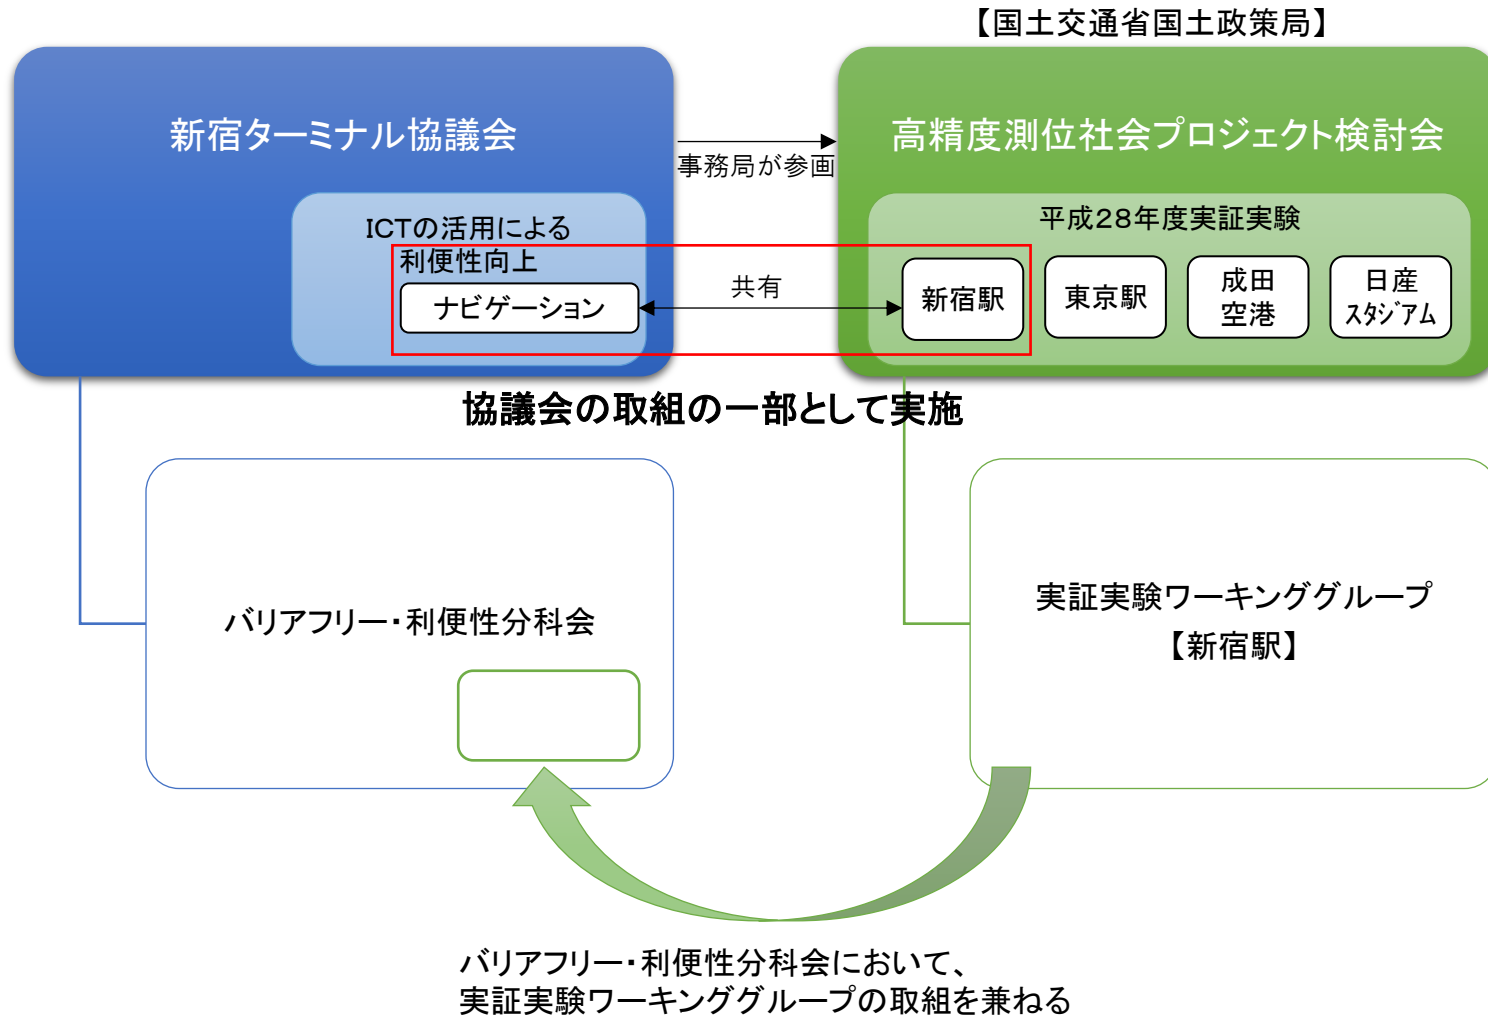 【国土交通省国土政策局】
新宿ターミナル協議会
高精度測位社会プロジェクト検討会
事務局が参画
ICTの活用による
利便性向上
ナビゲーション
共有
平成28年度実証実験
新宿駅
東京駅
成田
空港
日産
スタジアム
協議会の取組の一部として実施
バリアフリー・利便性分科会
実証実験ワーキンググループ
【新宿駅】
バリアフリー・利便性分科会において、
実証実験ワーキンググループの取組を兼ねる